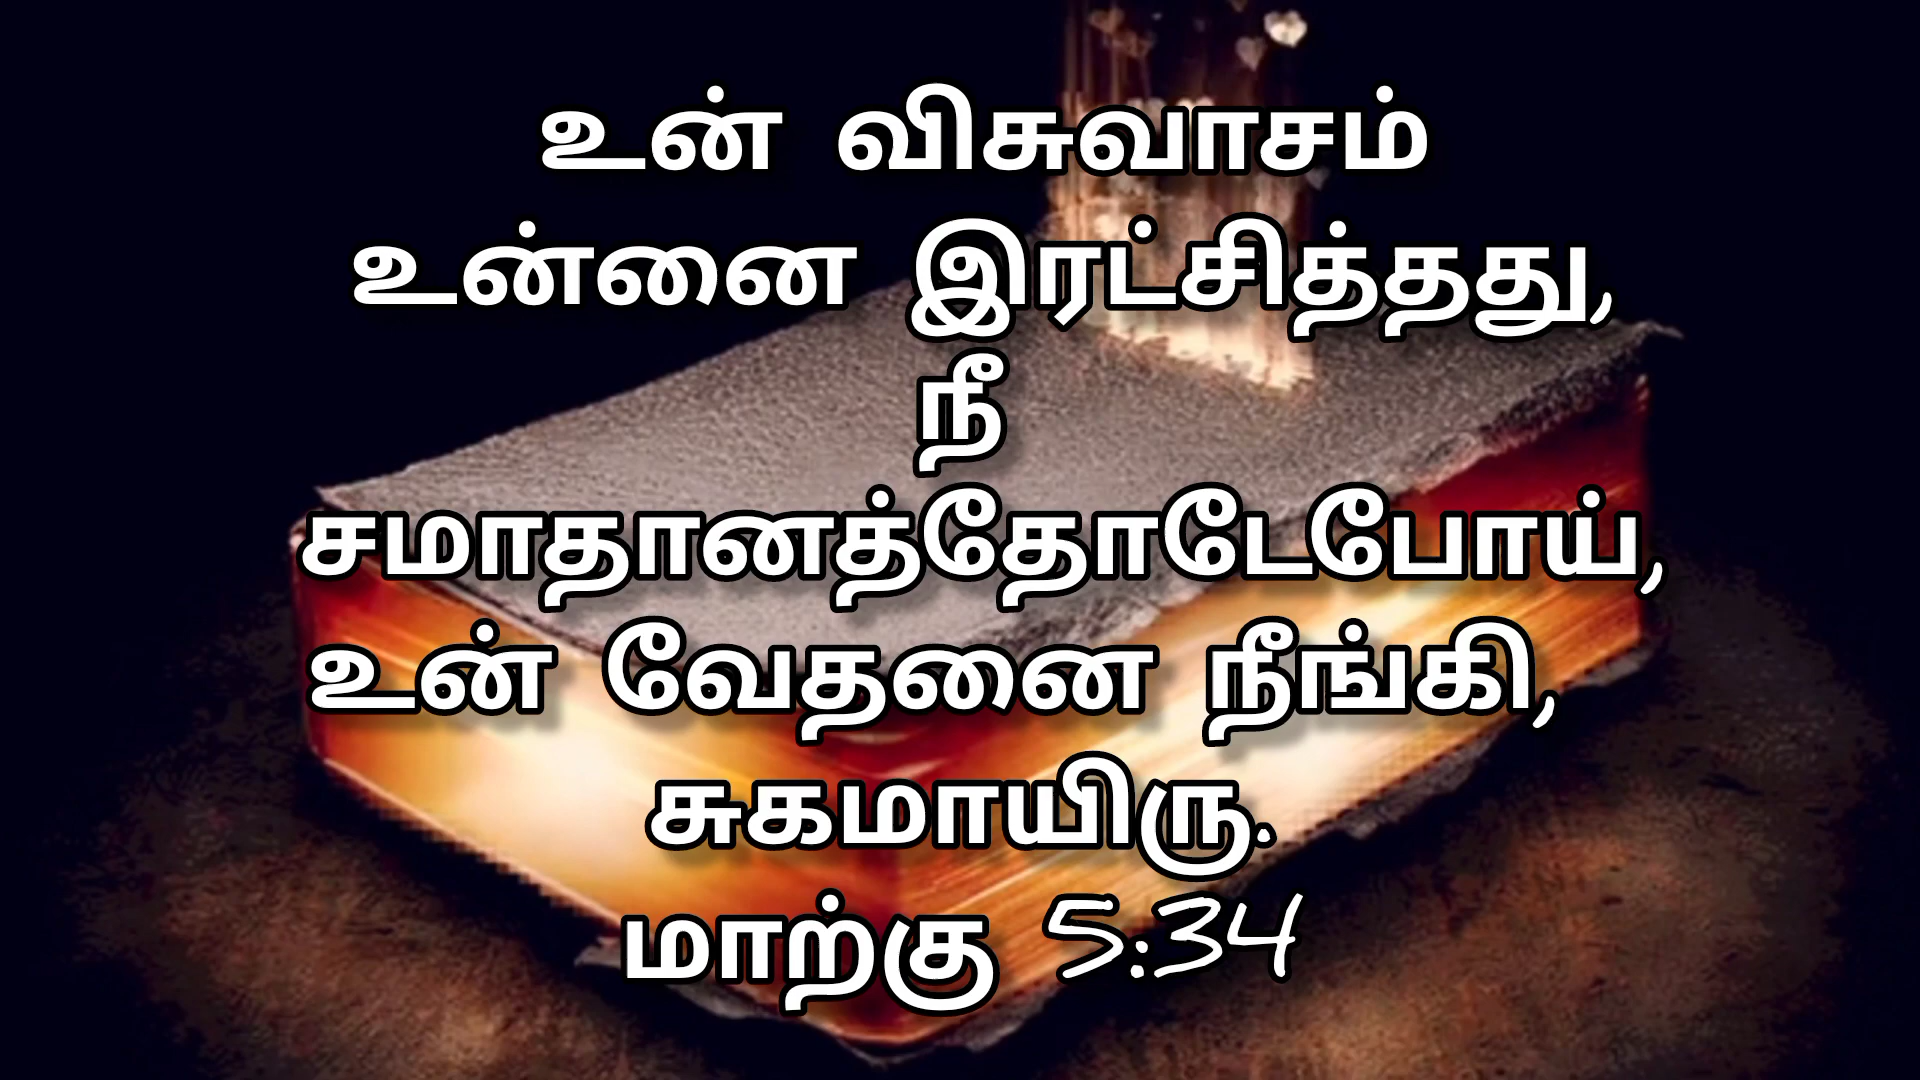 உன் விசுவாசம்
உன்னை இரட்சித்தது,
நீ
சமாதானத்தோடேபோய்,
உன் வேதனை நீங்கி,
சுகமாயிரு.
மாற்கு 5:34